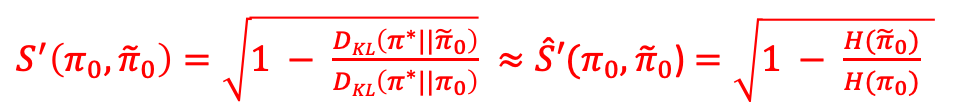 S′(π₀, π̃₀) = √(1 − D_KL(π*||π̃₀) / D_KL(π*||π₀)) ≈ Ŝ′(π₀, π̃₀) = √(1 − H(π̃₀) / H(π₀))